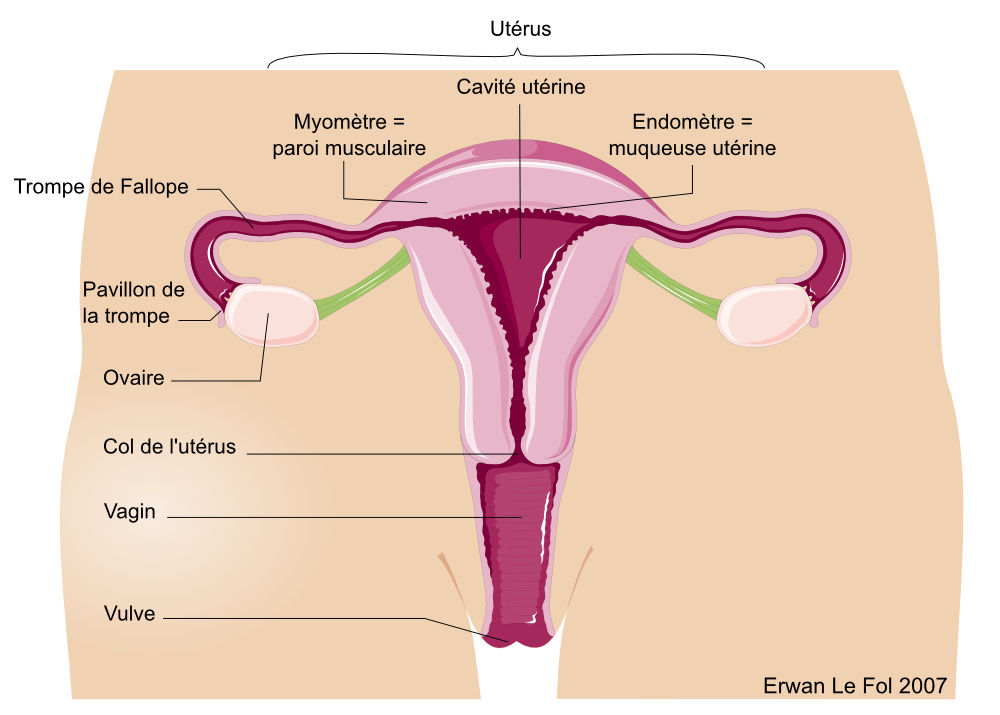 Utérus
Cavité utérine
Myomètre =
paroi musculaire
Endomètre =
muqueuse utérine
Trompe de Fallope
Pavillon de
la trompe
Ovaire
Col de l'utérus
Vagin
Vulve
Erwan Le Fol 2007